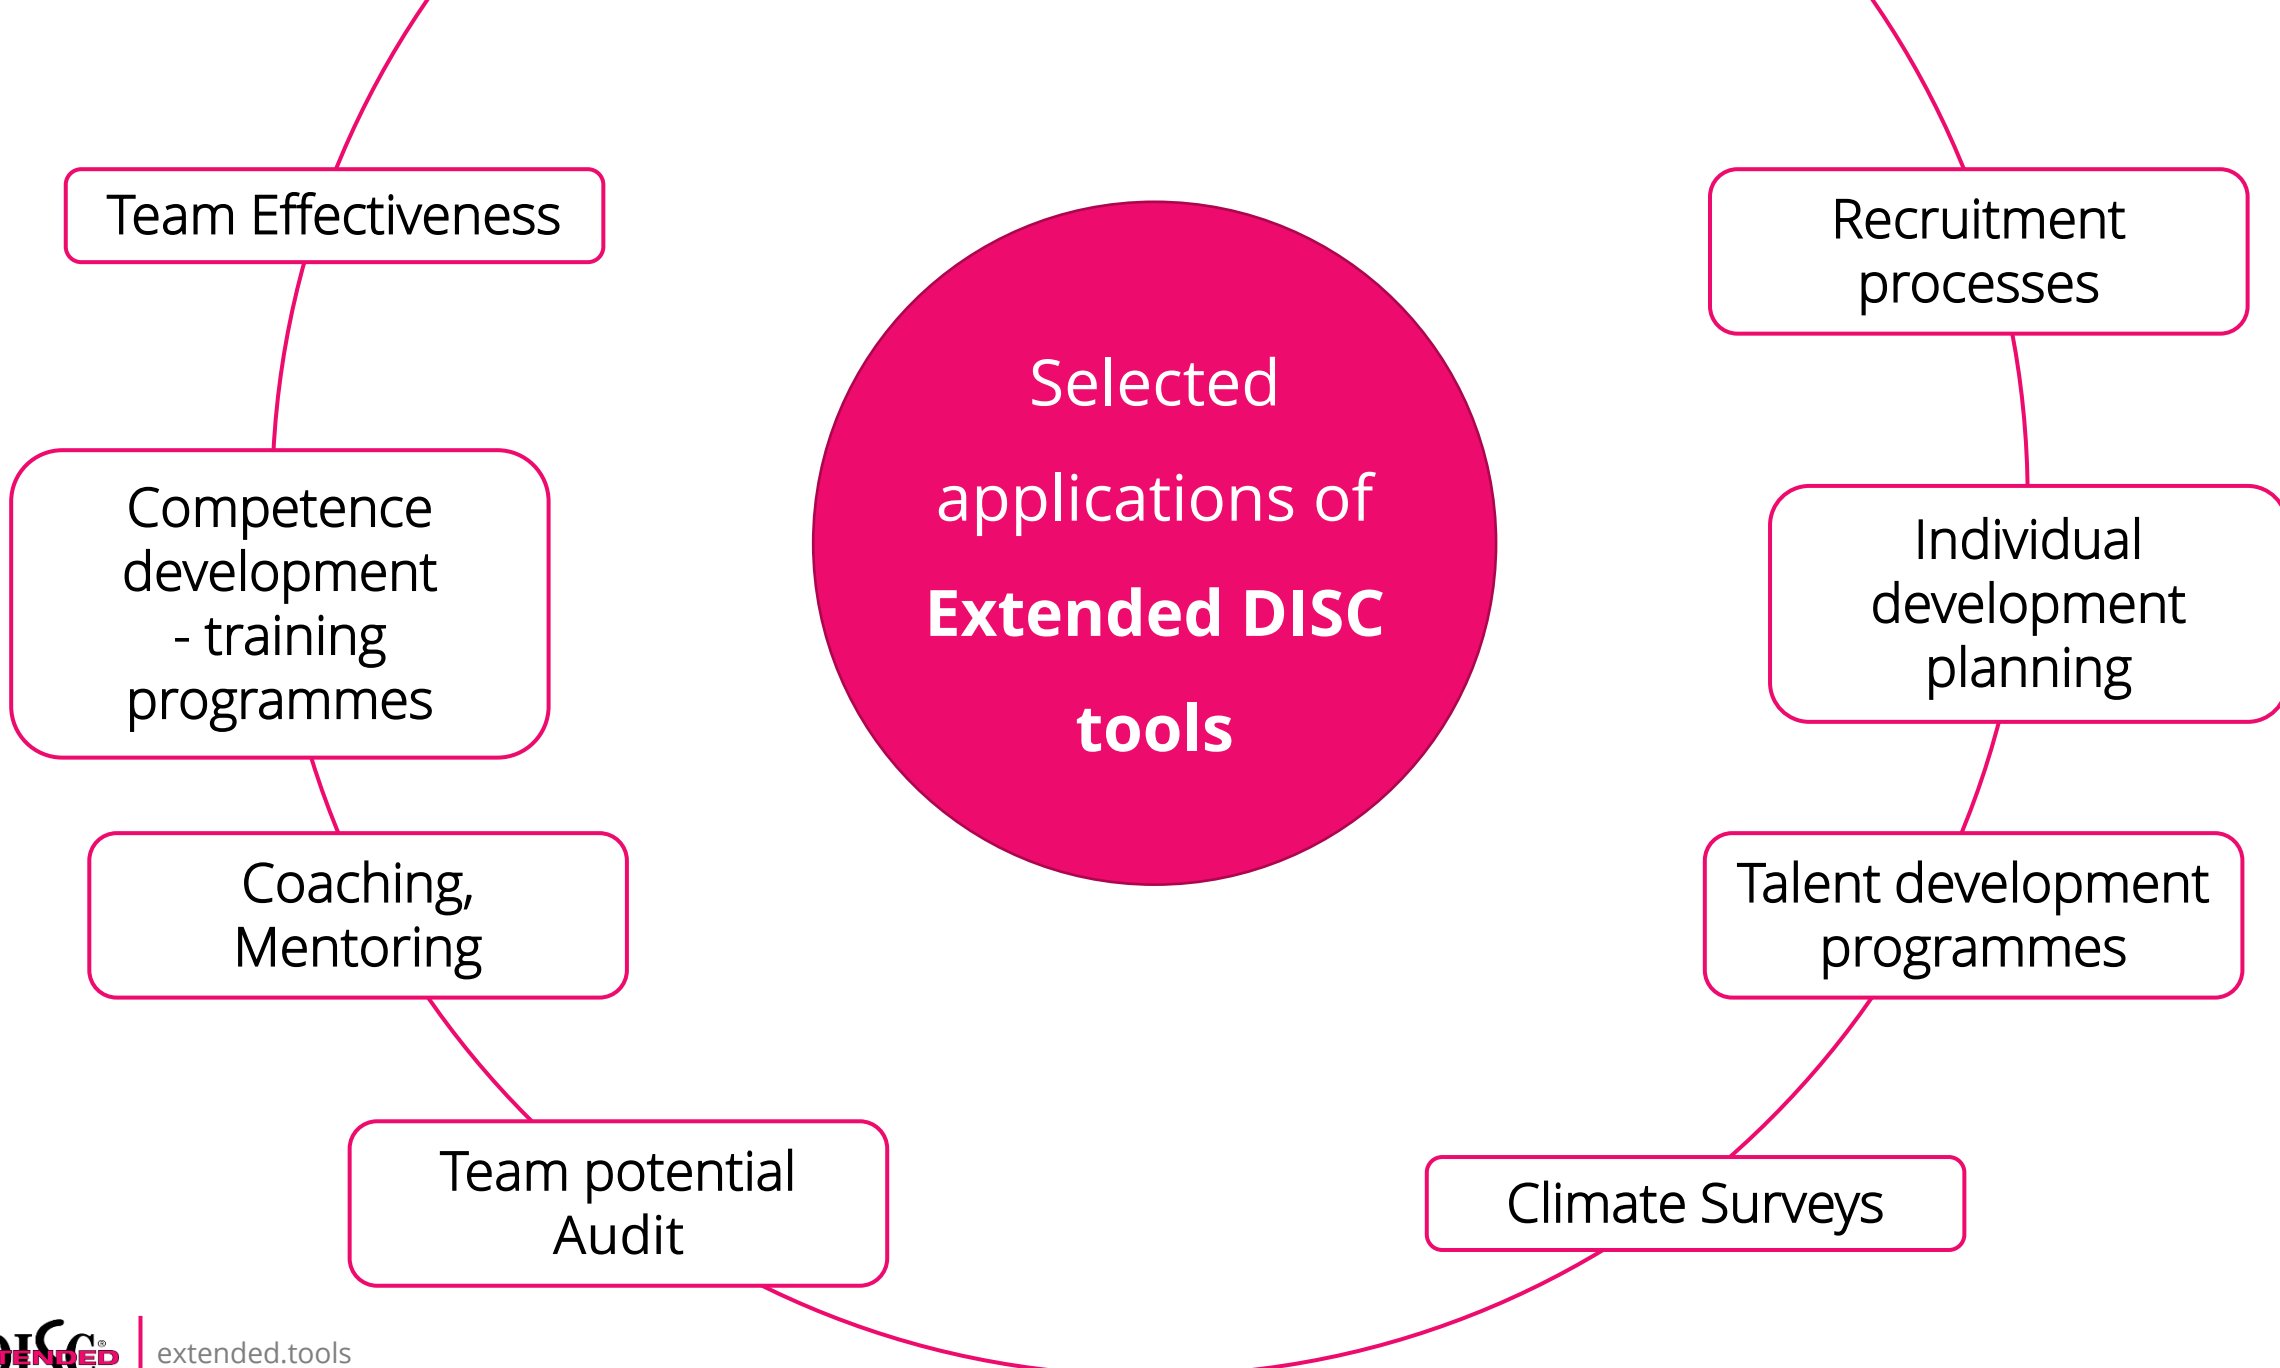 Team Effectiveness
Competence
development
- training
programmes
Coaching,
Mentoring
Team potential
Audit
Selected
applications of
Extended DISC
tools
Recruitment
processes
Individual
development
planning
Talent development
programmes
Climate Surveys
extended.tools